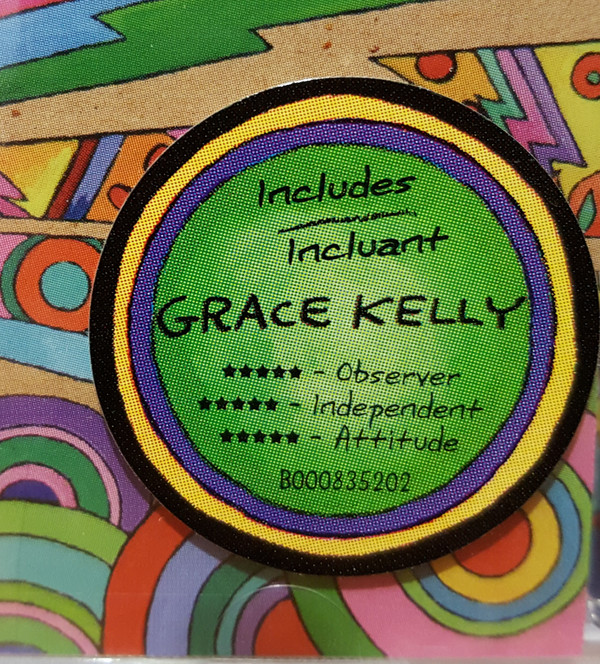 Includes
Incluant
GRACE KELLY
★★★★★ - Observer
★★★★★ - Independent
★★★★★ - Attitude
B000835202